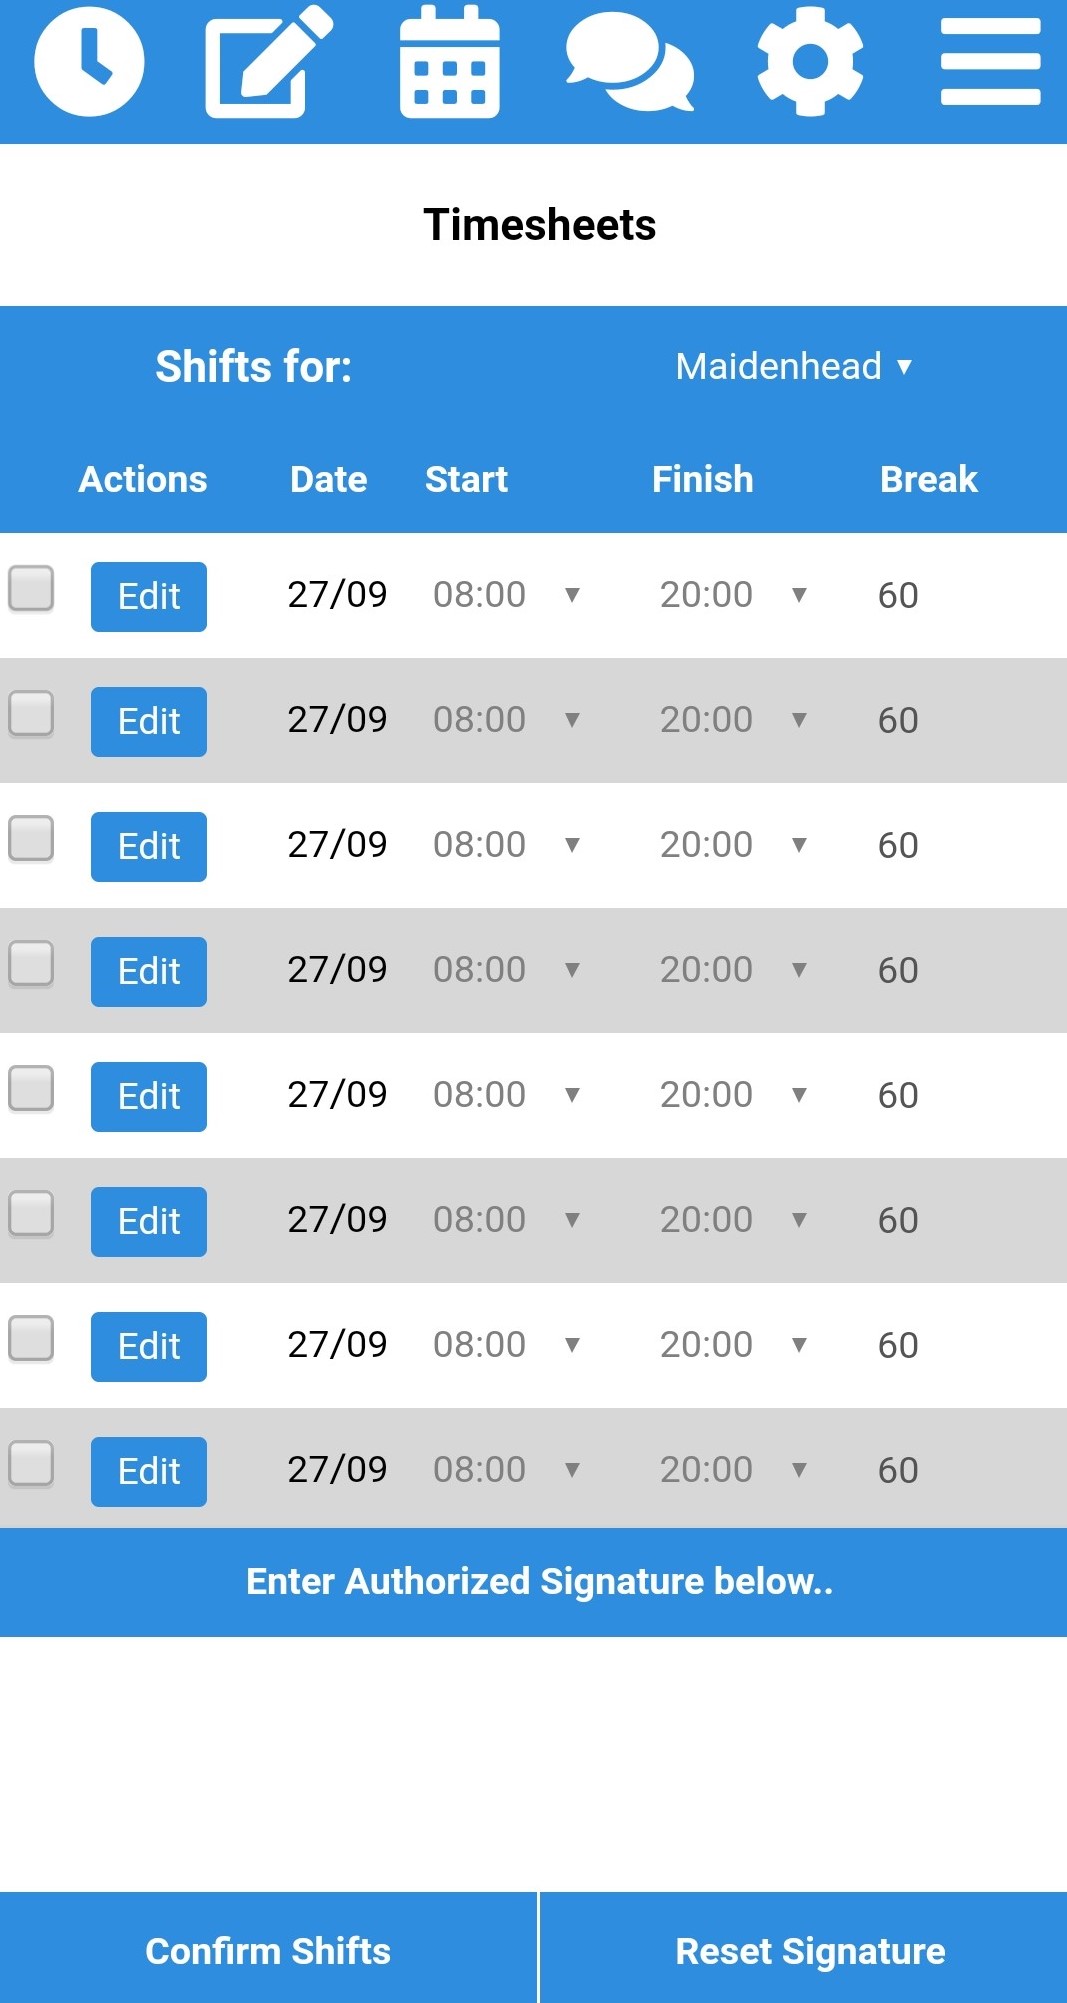 Timesheets
Shifts for: Maidenhead ▼
Actions Date Start Finish Break
Edit 27/09 08:00 ▼ 20:00 ▼ 60
Edit 27/09 08:00 ▼ 20:00 ▼ 60
Edit 27/09 08:00 ▼ 20:00 ▼ 60
Edit 27/09 08:00 ▼ 20:00 ▼ 60
Edit 27/09 08:00 ▼ 20:00 ▼ 60
Edit 27/09 08:00 ▼ 20:00 ▼ 60
Edit 27/09 08:00 ▼ 20:00 ▼ 60
Edit 27/09 08:00 ▼ 20:00 ▼ 60
Enter Authorized Signature below..
Confirm Shifts Reset Signature